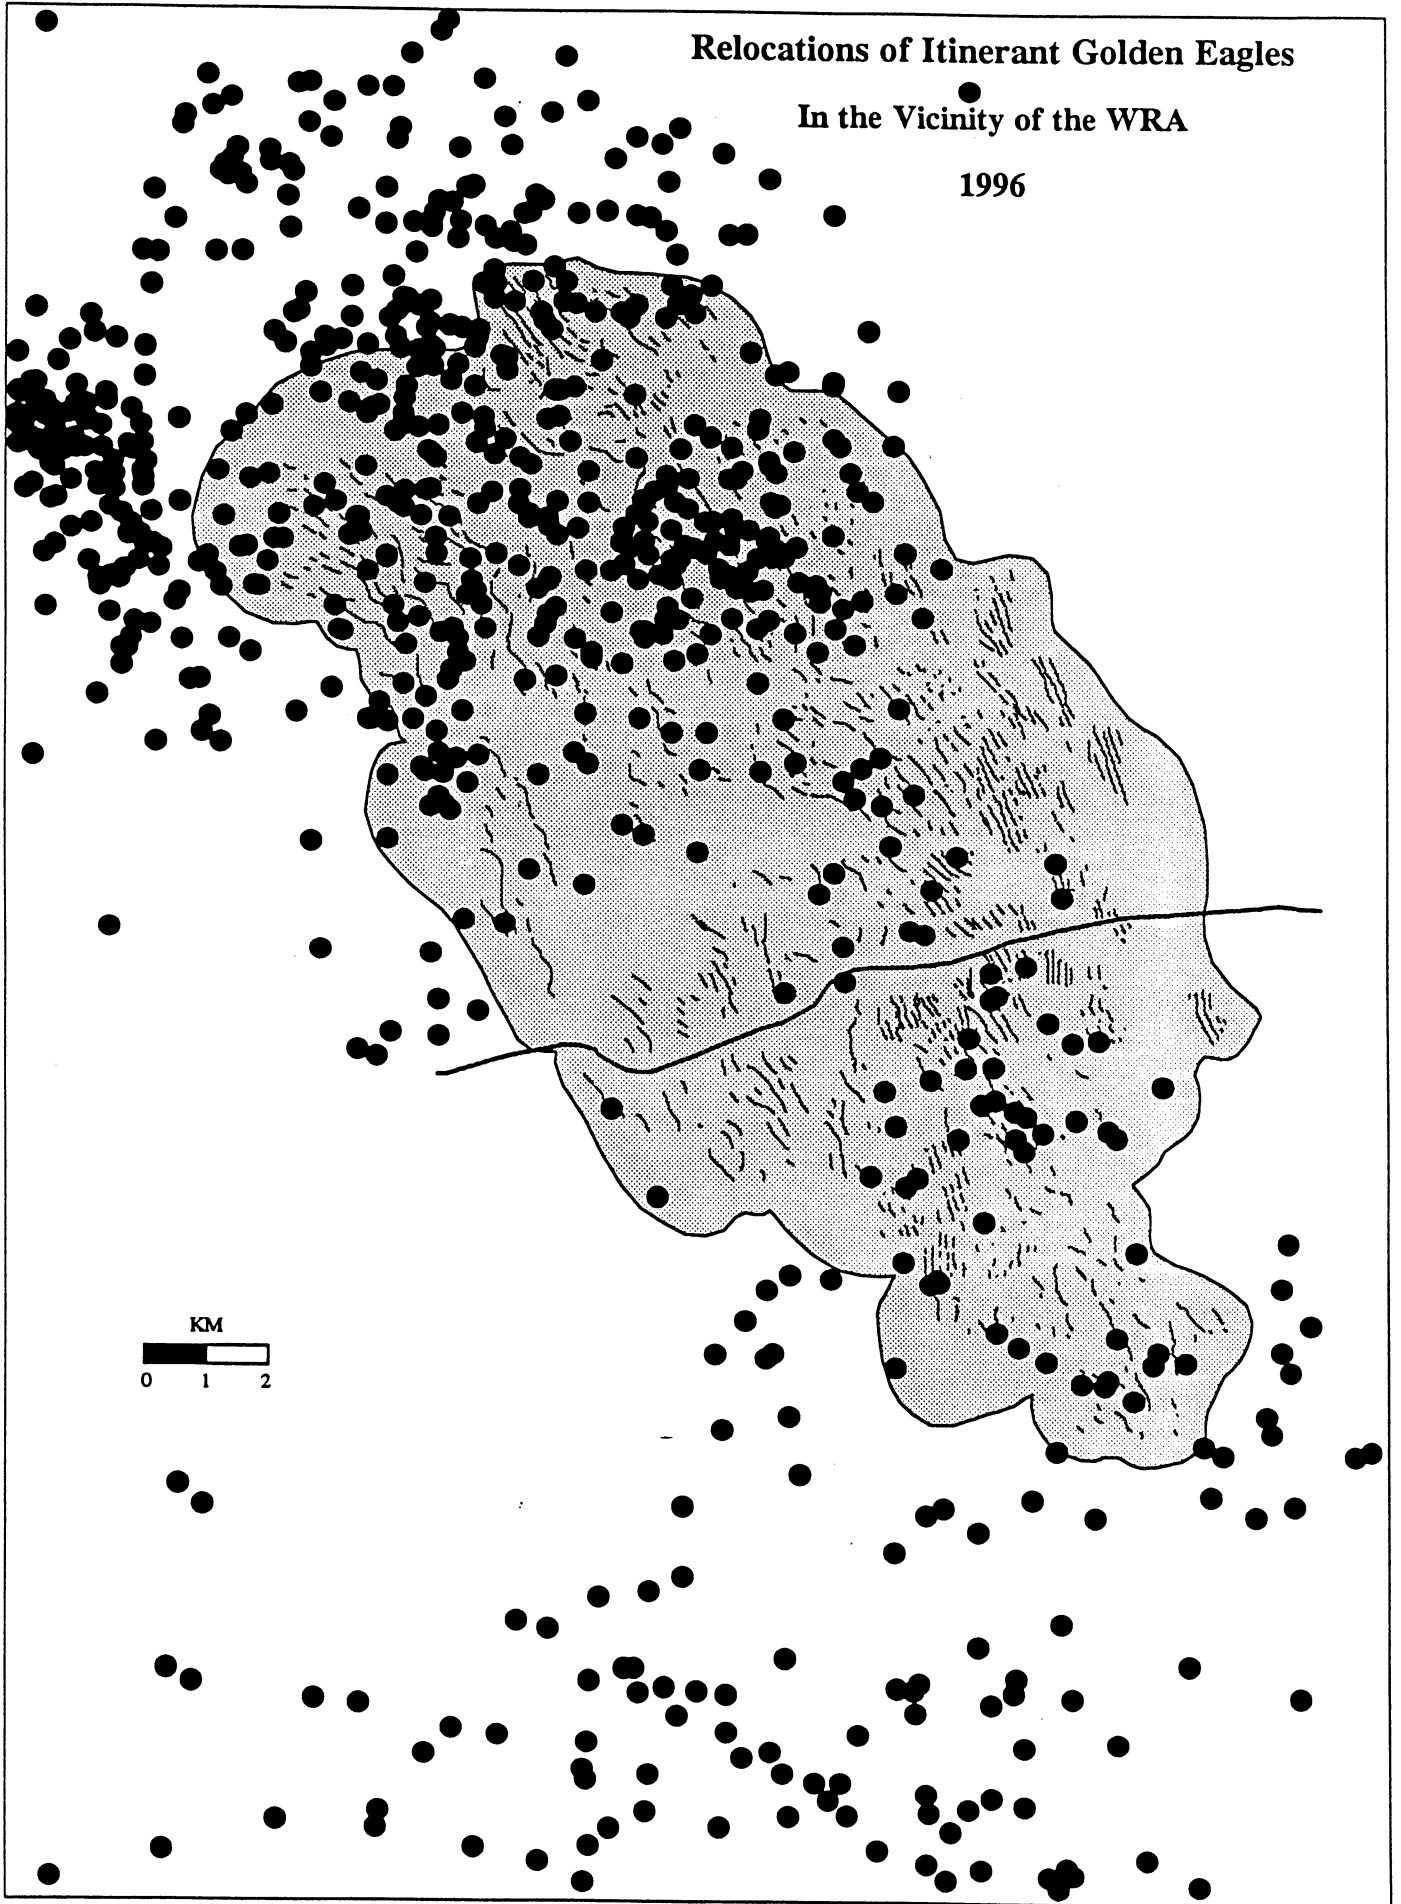 Relocations of Itinerant Golden Eagles
In the Vicinity of the WRA
1996
KM
0 1 2